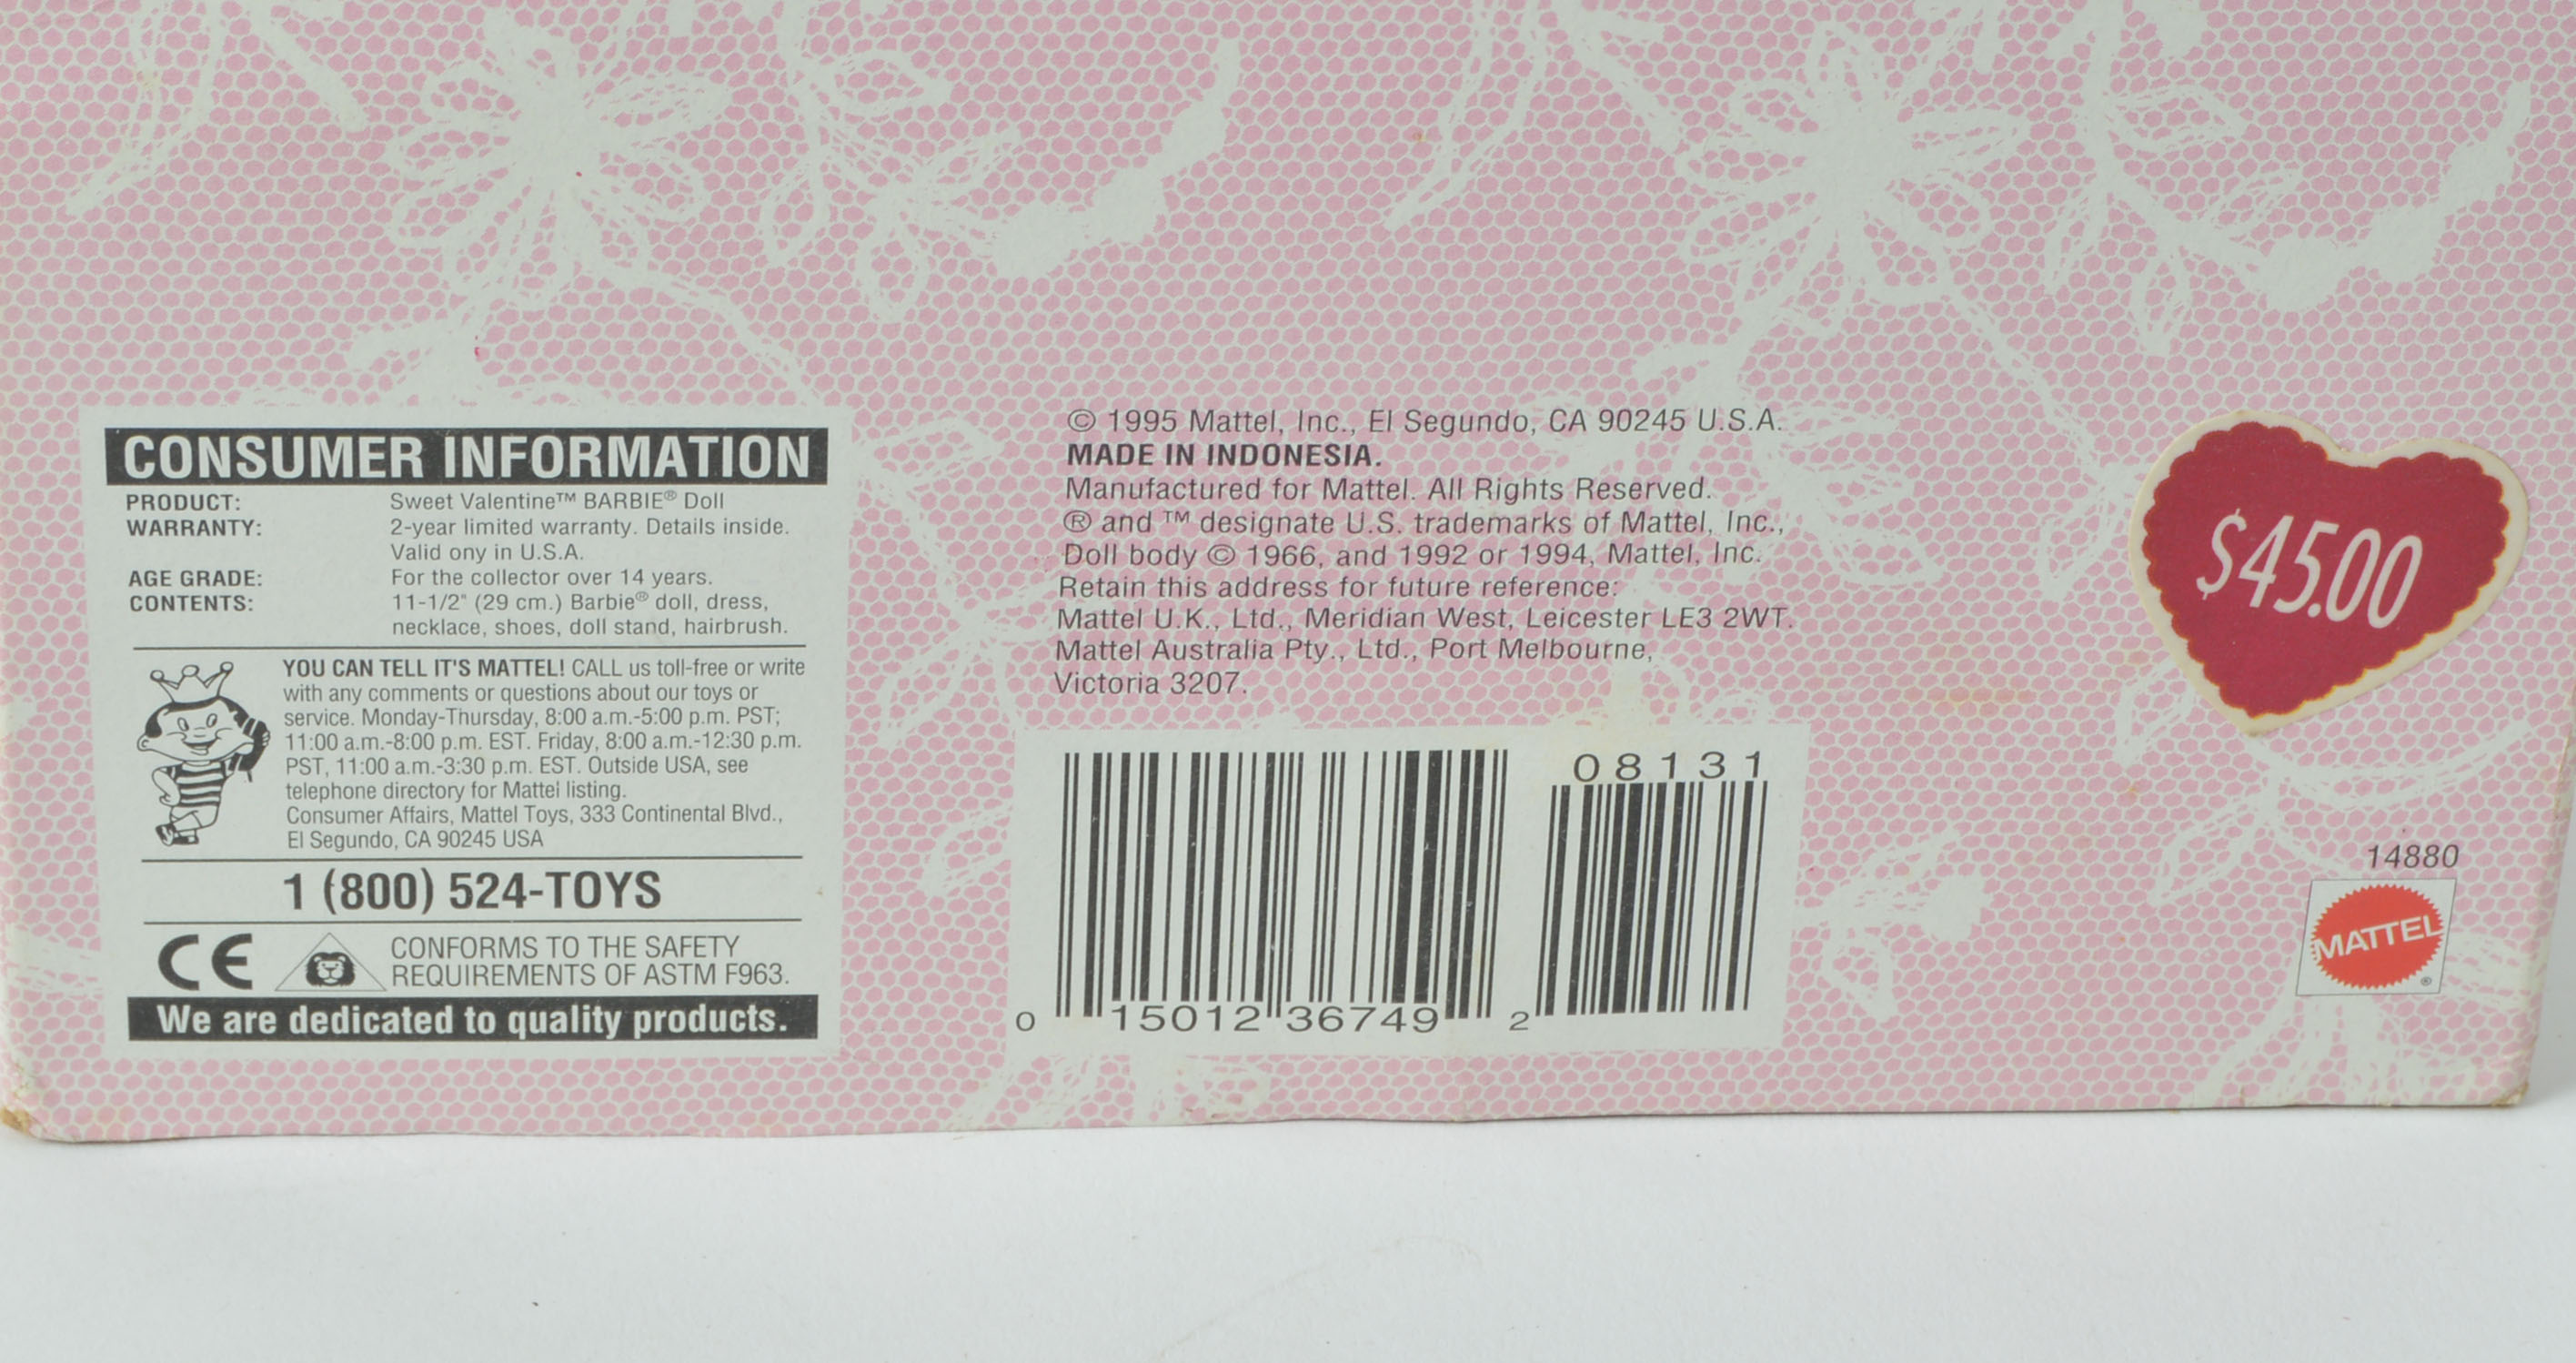 CONSUMER INFORMATION
PRODUCT: Sweet Valentine™ BARBIE® Doll
WARRANTY: 2-year limited warranty. Details inside.
Valid ony in U.S.A.
AGE GRADE: For the collector over 14 years.
CONTENTS: 11-1/2" (29 cm.) Barbie® doll, dress,
necklace, shoes, doll stand, hairbrush.
YOU CAN TELL IT'S MATTEL! CALL us toll-free or write
with any comments or questions about our toys or
service. Monday-Thursday, 8:00 a.m.-5:00 p.m. PST;
11:00 a.m.-8:00 p.m. EST. Friday, 8:00 a.m.-12:30 p.m.
PST, 11:00 a.m.-3:30 p.m. EST. Outside USA, see
telephone directory for Mattel listing.
Consumer Affairs, Mattel Toys, 333 Continental Blvd.,
El Segundo, CA 90245 USA
1 (800) 524-TOYS
CE
CONFORMS TO THE SAFETY
REQUIREMENTS OF ASTM F963.
We are dedicated to quality products.
© 1995 Mattel, Inc., El Segundo, CA 90245 U.S.A.
MADE IN INDONESIA.
Manufactured for Mattel. All Rights Reserved.
® and ™ designate U.S. trademarks of Mattel, Inc.,
Doll body © 1966, and 1992 or 1994, Mattel, Inc.
Retain this address for future reference:
Mattel U.K., Ltd., Meridian West, Leicester LE3 2WT.
Mattel Australia Pty., Ltd., Port Melbourne,
Victoria 3207.
08131
0 15012 36749 2
$45.00
14880
MATTEL®